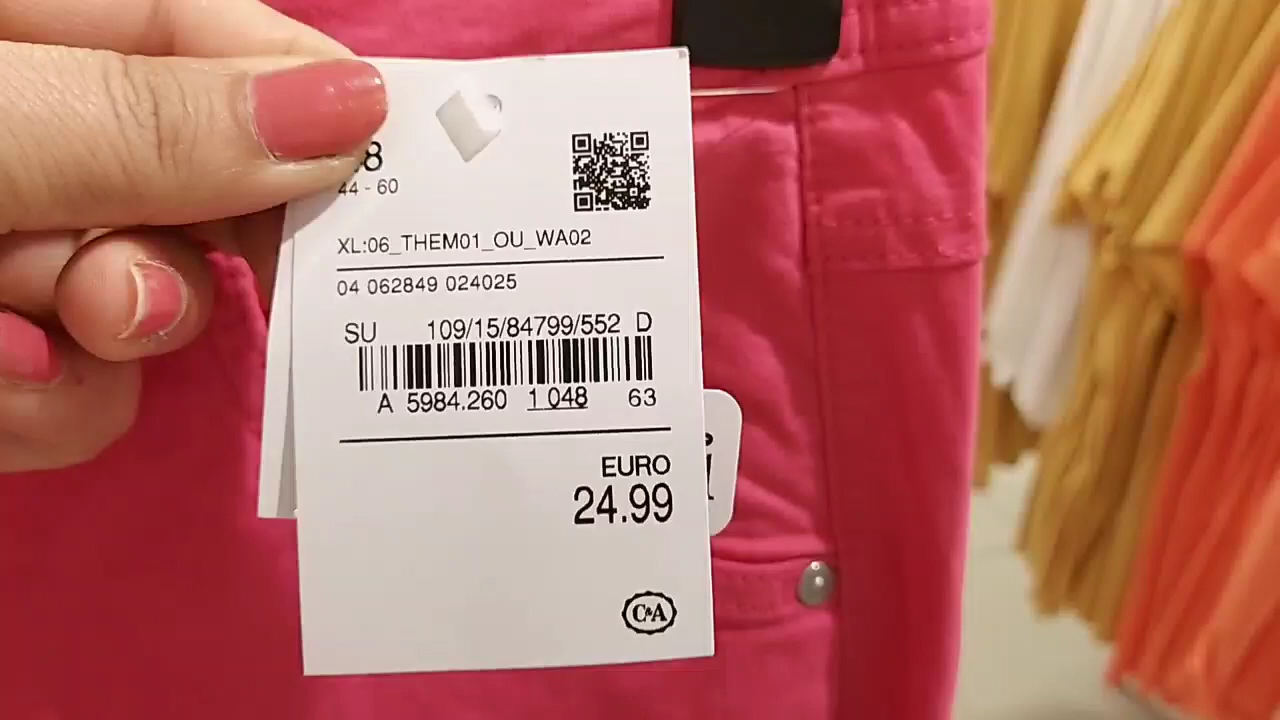 44 - 60
XL:06_THEM01_OU_WA02
04 062849 024025
SU 109/15/84799/552 D
A 5984.260 1 048 63
EURO
24.99
C&A